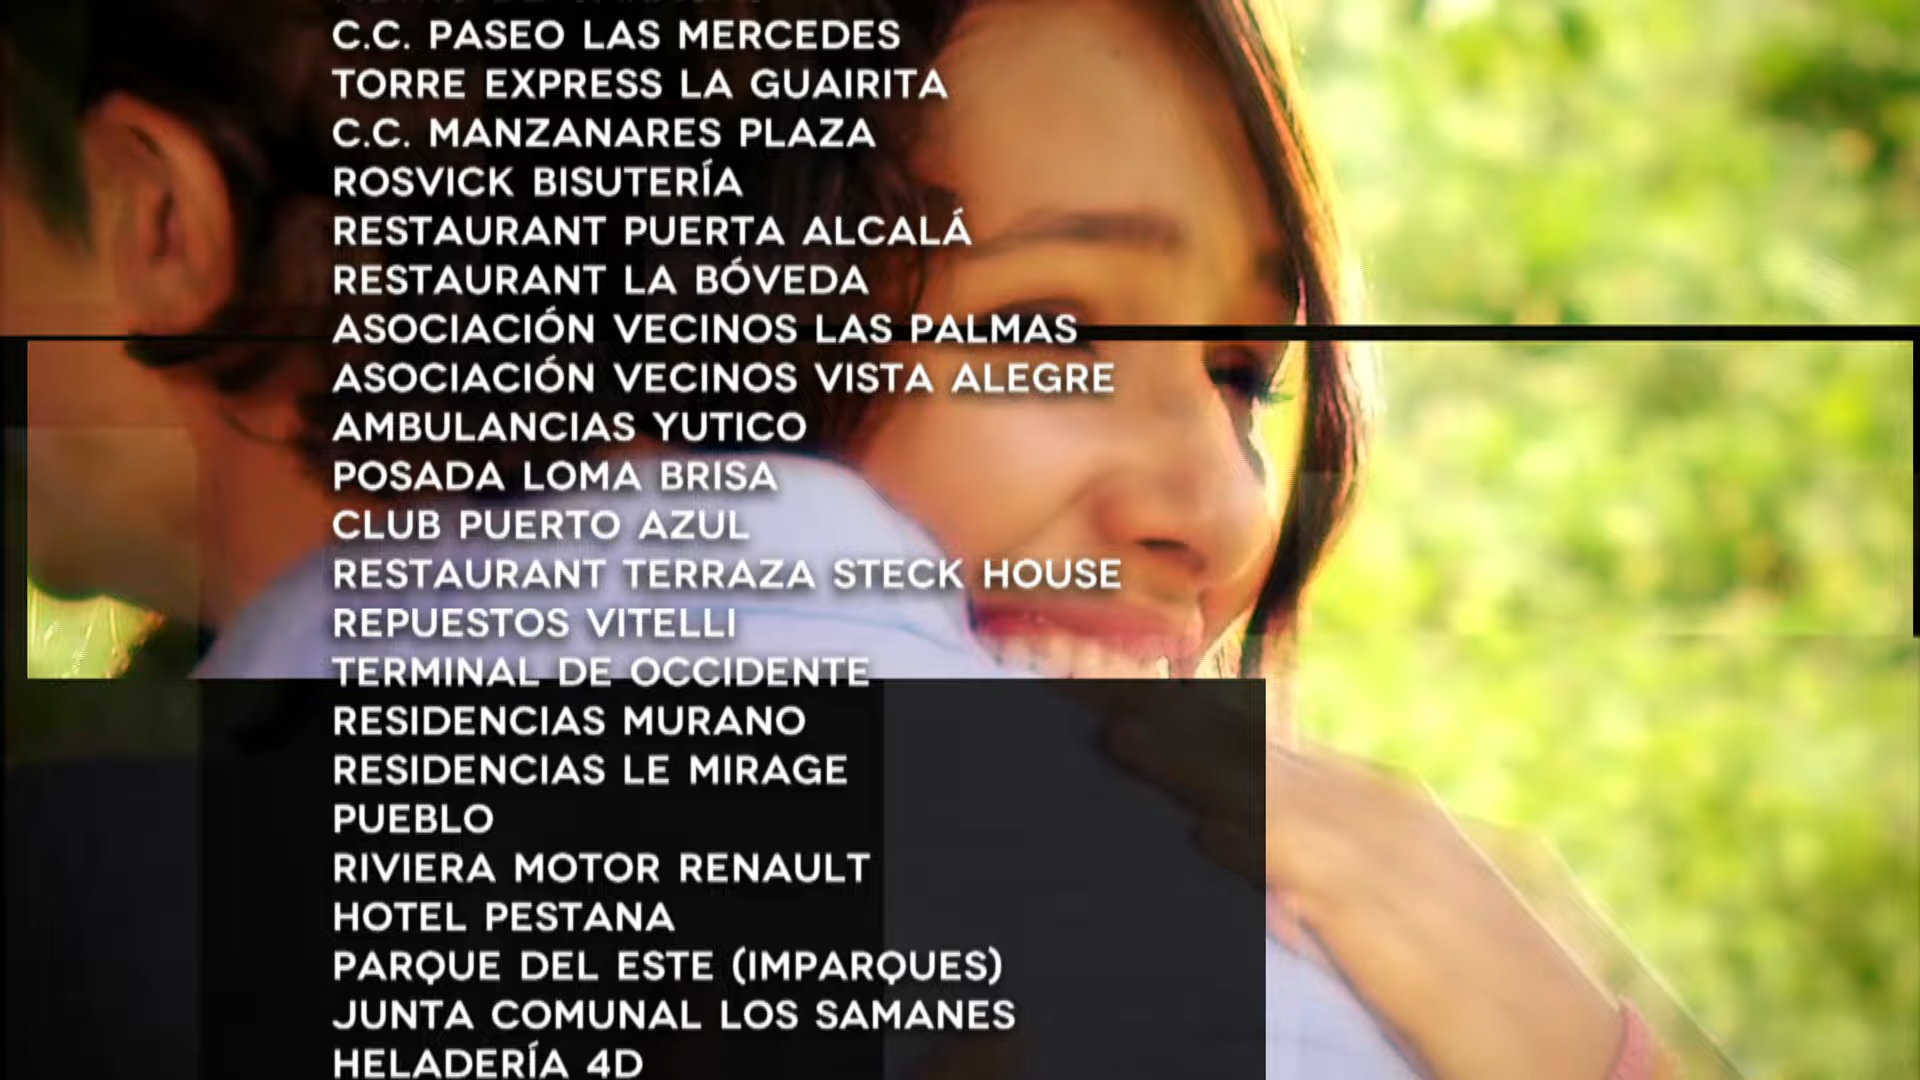 C.C. PASEO LAS MERCEDES
TORRE EXPRESS LA GUAIRITA
C.C. MANZANARES PLAZA
ROSVICK BISUTERÍA
RESTAURANT PUERTA ALCALÁ
RESTAURANT LA BÓVEDA
ASOCIACIÓN VECINOS LAS PALMAS
ASOCIACIÓN VECINOS VISTA ALEGRE
AMBULANCIAS YUTICO
POSADA LOMA BRISA
CLUB PUERTO AZUL
RESTAURANT TERRAZA STECK HOUSE
REPUESTOS VITELLI
TERMINAL DE OCCIDENTE
RESIDENCIAS MURANO
RESIDENCIAS LE MIRAGE
PUEBLO
RIVIERA MOTOR RENAULT
HOTEL PESTANA
PARQUE DEL ESTE (IMPARQUES)
JUNTA COMUNAL LOS SAMANES
HELADERÍA 4D